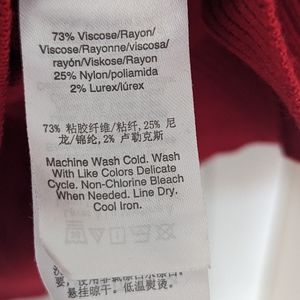 73% Viscose/Rayon/
Viscose/Rayonne/viscosa/
rayón/Viskose/Rayon
25% Nylon/poliamida
2% Lurex/lúrex
73% 粘胶纤维/粘纤, 25% 尼
龙/锦纶, 2% 卢勒克斯
Machine Wash Cold. Wash
With Like Colors Delicate
Cycle. Non-Chlorine Bleach
When Needed. Line Dry.
Cool Iron.
悬挂晾干。低温熨烫。